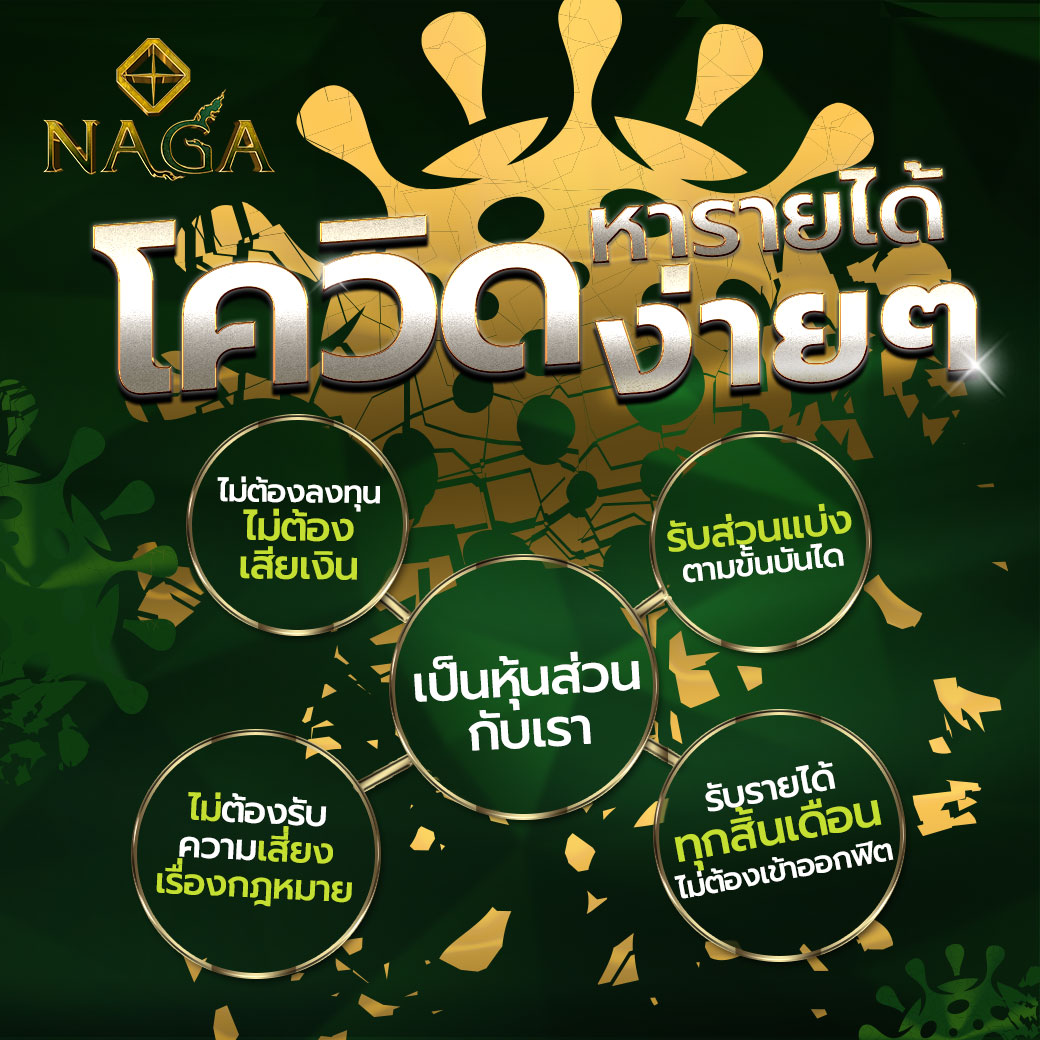 NAGA
โควิด
หารายได้
ง่ายๆ
ไม่ต้องลงทุน
ไม่ต้อง
เสียเงิน
รับส่วนแบ่ง
ตามขั้นบันได
เป็นหุ้นส่วน
กับเรา
ไม่ต้องรับ
ความเสี่ยง
เรื่องกฎหมาย
รับรายได้
ทุกสิ้นเดือน
ไม่ต้องเข้าออกฟิต